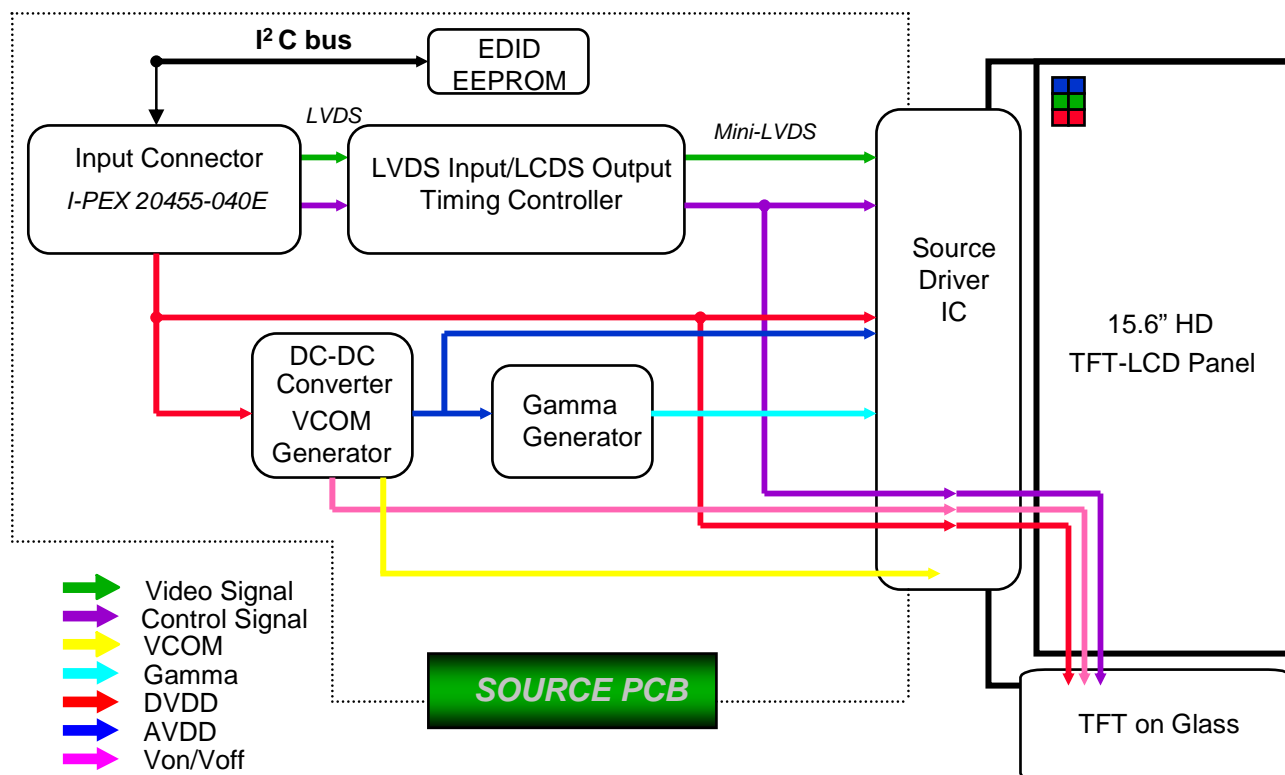 I² C bus
EDID
EEPROM
LVDS
Mini-LVDS
Input Connector
I-PEX 20455-040E
LVDS Input/LCDS Output
Timing Controller
Source
Driver
IC
15.6” HD
TFT-LCD Panel
DC-DC
Converter
VCOM
Generator
Gamma
Generator
Video Signal
Control Signal
VCOM
Gamma
DVDD
AVDD
Von/Voff
SOURCE PCB
TFT on Glass